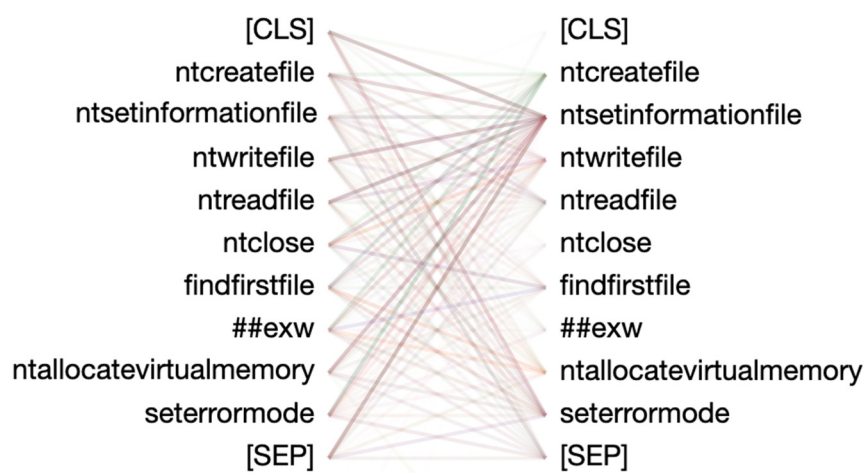 [CLS] [CLS]
ntcreatefile ntcreatefile
ntsetinformationfile ntsetinformationfile
ntwritefile ntwritefile
ntreadfile ntreadfile
ntclose ntclose
findfirstfile findfirstfile
##exw ##exw
ntallocatevirtualmemory ntallocatevirtualmemory
seterrormode seterrormode
[SEP] [SEP]